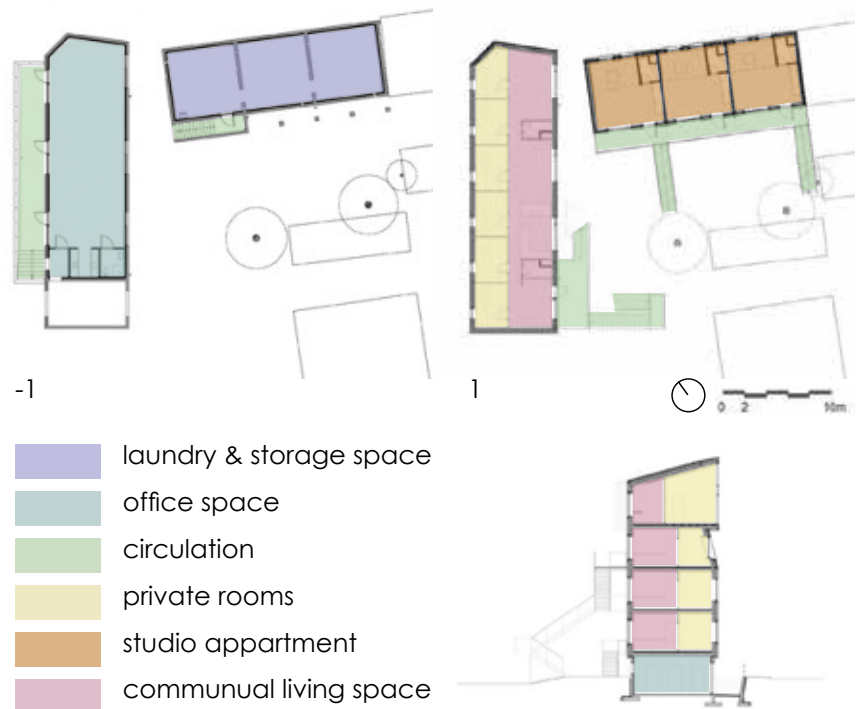 -1
1
0 2 10m
laundry & storage space
office space
circulation
private rooms
studio appartment
communual living space